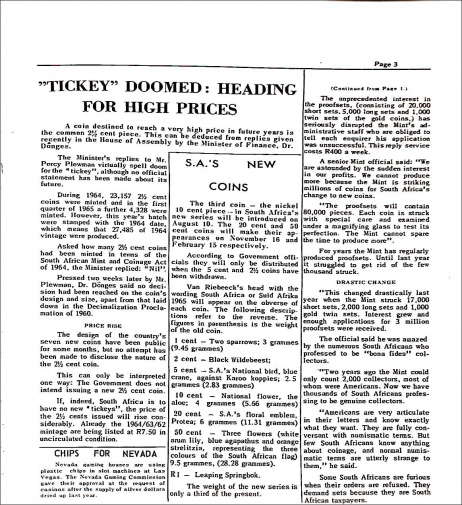 Page 3
"TICKEY" DOOMED: HEADING
FOR HIGH PRICES
A coin destined to reach a very high price in future years is
the common 2½ cent piece. This can be deduced from replies given
recently in the House of Assembly by the Minister of Finance, Dr.
Dönges.
The Minister's replies to Mr.
Percy Plewman virtually spell doom
for the "tickey", although no official
statement has been made about its
future.
During 1964, 23,157 2½ cent
coins were minted and in the first
quarter of 1965 a further 4,328 were
minted. However, this year's batch
were stamped with the 1964 date,
which means that 27,485 of 1964
vintage were produced.
Asked how many 2½ cent coins
had been minted in terms of the
South African Mint and Coinage Act
of 1964, the Minister replied: "Nil".
Pressed two weeks later by Mr.
Plewman, Dr. Dönges said no deci-
sion had been reached on the coin's
design and size, apart from that laid
down in the Decimalization Procla-
mation of 1960.
PRICE RISE
The design of the country's
seven new coins have been public
for some months, but no attempt has
been made to disclose the nature of
the 2½ cent coin.
This can only be interpreted
one way: The Government does not
intend issuing a new 2½ cent coin.
If, indeed, South Africa is to
have no new "tickeys", the price of
the 2½ cents issued will rise con-
siderably. Already the 1964/63/62
mintage are being listed at R7.50 in
uncirculated condition.
CHIPS FOR NEVADA
Nevada gaming houses are using
plastic chips in slot machines at Las
Vegas. The Nevada Gaming Commission
gave their approval at the request of
casinos after the supply of silver dollars
dried up last year.
S.A.'S NEW
COINS
The third coin — the nickel
10 cent piece — in South Africa's
new series will be introduced on
August 10. The 20 cent and 50
cent coins will make their ap-
pearances on November 16 and
February 15 respectively.
According to Government offi-
cials they will only be distributed
when the 5 cent and 2½ coins have
been withdrawn.
Van Riebeeck's head with the
wording South Africa or Suid Afrika
1965 will appear on the obverse of
each coin. The following descrip-
tions refer to the reverse. The
figures in parenthesis is the weight
of the old coin.
1 cent — Two sparrows; 3 grammes
(9.45 grammes)
2 cent — Black Wildebeest;
5 cent — S.A.'s National bird, blue
crane, against Karoo koppies; 2.5
grammes (2.83 grammes)
10 cent — National flower, the
aloe; 4 grammes (5.66 grammes)
20 cent — S.A.'s floral emblem,
Protea; 6 grammes (11.31 grammes)
50 cent — Three flowers (white
arum lily, blue agapathus and orange
strelitzia, representing the three
colours of the South African flag)
9.5 grammes, (28.28 grammes).
R1 — Leaping Springbok.
The weight of the new series is
only a third of the present.
(Continued from Page 1.)
The unprecedented interest in
the proofsets, (consisting of 20,000
short sets, 5,000 long sets and 1,000
twin sets of the gold coins,) has
seriously disrupted the Mint's ad-
ministrative staff who are obliged to
tell each enquirer his application
was unsuccessful. This reply service
costs R400 a week.
A senior Mint official said: "We
are astounded by the sudden interest
in our profits. We cannot produce
more because the Mint is striking
millions of coins for South Africa's
change to new coins.
"The proofsets will contain
80,000 pieces. Each coin is struck
with special care and examined
under a magnifying glass to test its
perfection. The Mint cannot spare
the time to produce more".
For years the Mint has regularly
produced proofsets. Until last year
it struggled to get rid of the few
thousand struck.
DRASTIC CHANGE
"This changed drastically last
year when the Mint struck 17,000
short sets, 2,000 long sets and 1,000
gold twin sets. Interest grew and
enough applications for 3 million
proofsets were received.
The official said he was amazed
by the numerous South Africans who
professed to be "bona fides" col-
lectors.
"Two years ago the Mint could
only count 2,000 collectors, most of
whom were Americans. Now we have
thousands of South Africans profes-
sing to be genuine collectors.
"Americans are very articulate
in their letters and know exactly
what they want. They are fully con-
versant with numismatic terms. But
few South Africans know anything
about coinage, and normal numis-
matic terms are utterly strange to
them," he said.
Some South Africans are furious
when their orders are refused. They
demand sets because they are South
African taxpayers.